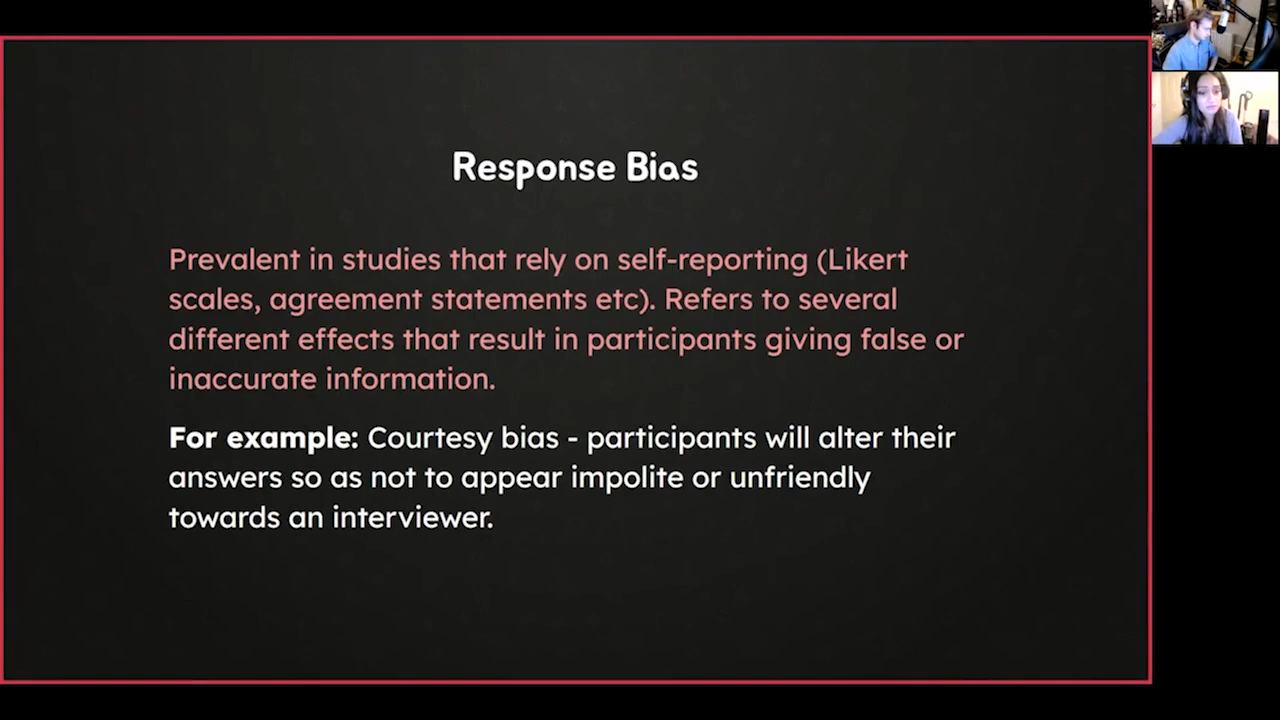 Response Bias
Prevalent in studies that rely on self-reporting (Likert
scales, agreement statements etc). Refers to several
different effects that result in participants giving false or
inaccurate information.
For example: Courtesy bias - participants will alter their
answers so as not to appear impolite or unfriendly
towards an interviewer.